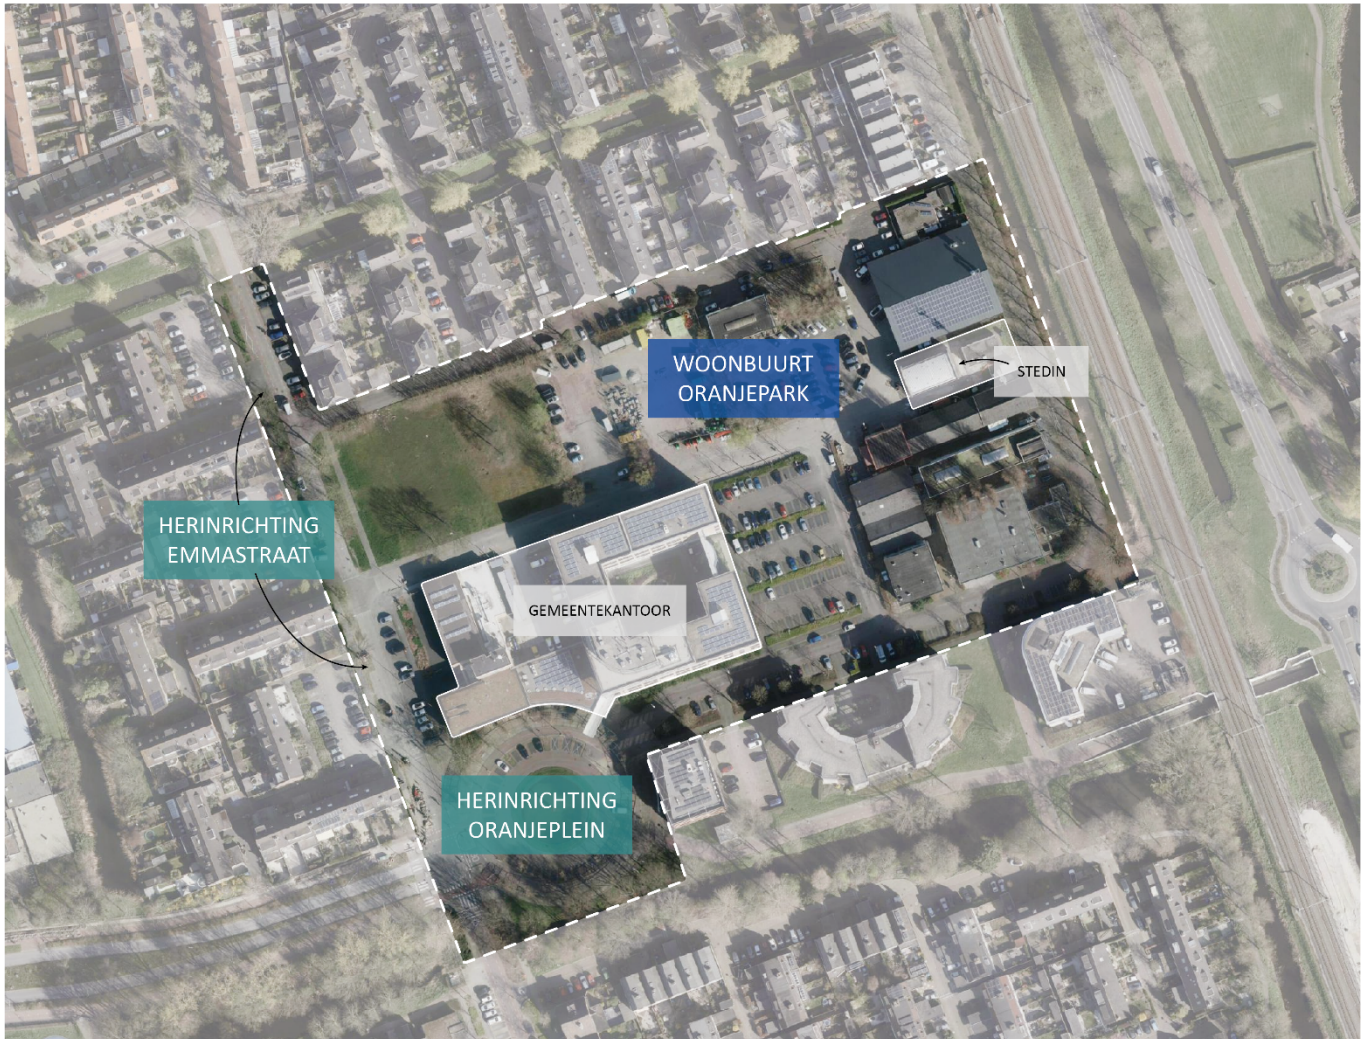 WOONBUURT
ORANJEPARK
STEDIN
HERINRICHTING
EMMASTRAAT
GEMEENTEKANTOOR
HERINRICHTING
ORANJEPLEIN